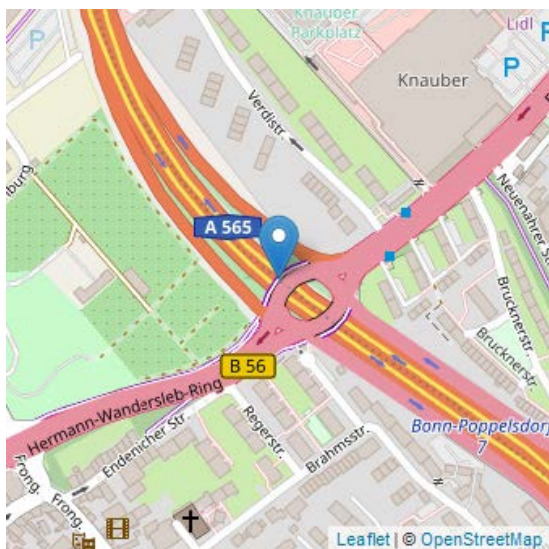 Knauber
Parkplatz
Lidl
P
P
P
Knauber
Verdistr.
nburg
A 565
Neuenahrer Str.
Brucknerstr.
Brucknerstr.
B 56
Hermann-Wandersleb-Ring
Endenicher Str.
Regerstr.
Brahmsstr.
Bonn-Poppelsdorf
7
Frong.
Frong.
Leaflet | © OpenStreetMap